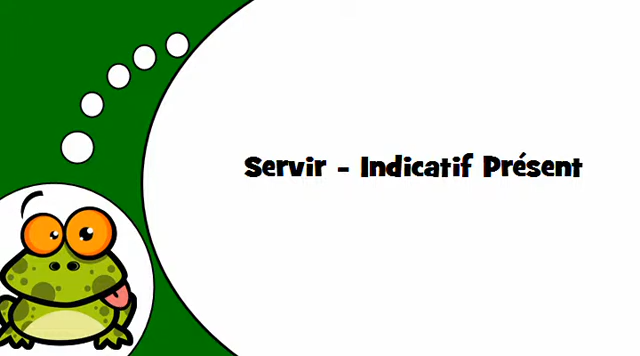 Servir - Indicatif Présent